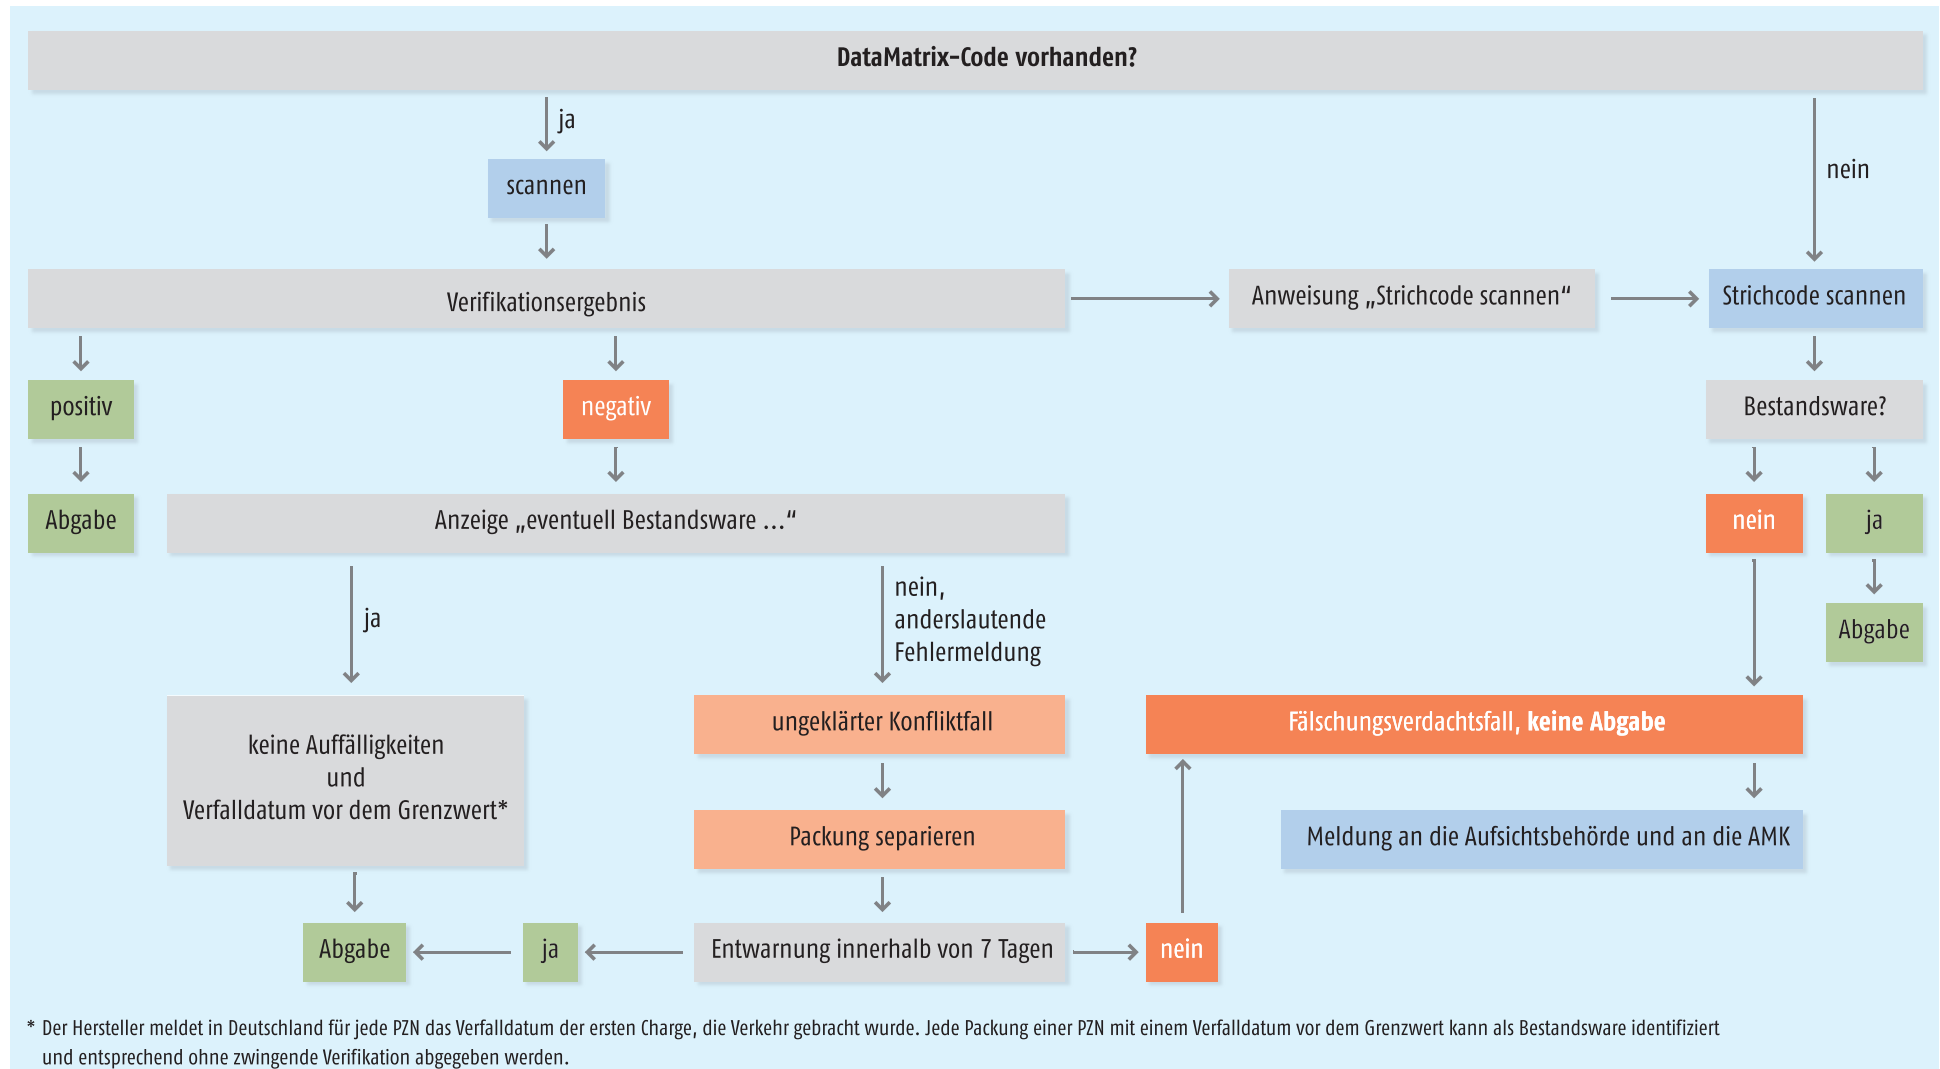 DataMatrix-Code vorhanden?
ja
nein
scannen
Verifikationsergebnis
Anweisung „Strichcode scannen“
Strichcode scannen
positiv
negativ
Bestandsware?
Abgabe
Anzeige „eventuell Bestandsware ...“
nein
ja
ja
nein,
anderslautende
Fehlermeldung
Abgabe
keine Auffälligkeiten
und
Verfalldatum vor dem Grenzwert*
ungeklärter Konfliktfall
Fälschungsverdachtsfall, keine Abgabe
Packung separieren
Meldung an die Aufsichtsbehörde und an die AMK
Abgabe
ja
Entwarnung innerhalb von 7 Tagen
nein
* Der Hersteller meldet in Deutschland für jede PZN das Verfalldatum der ersten Charge, die Verkehr gebracht wurde. Jede Packung einer PZN mit einem Verfalldatum vor dem Grenzwert kann als Bestandsware identifiziert
und entsprechend ohne zwingende Verifikation abgegeben werden.